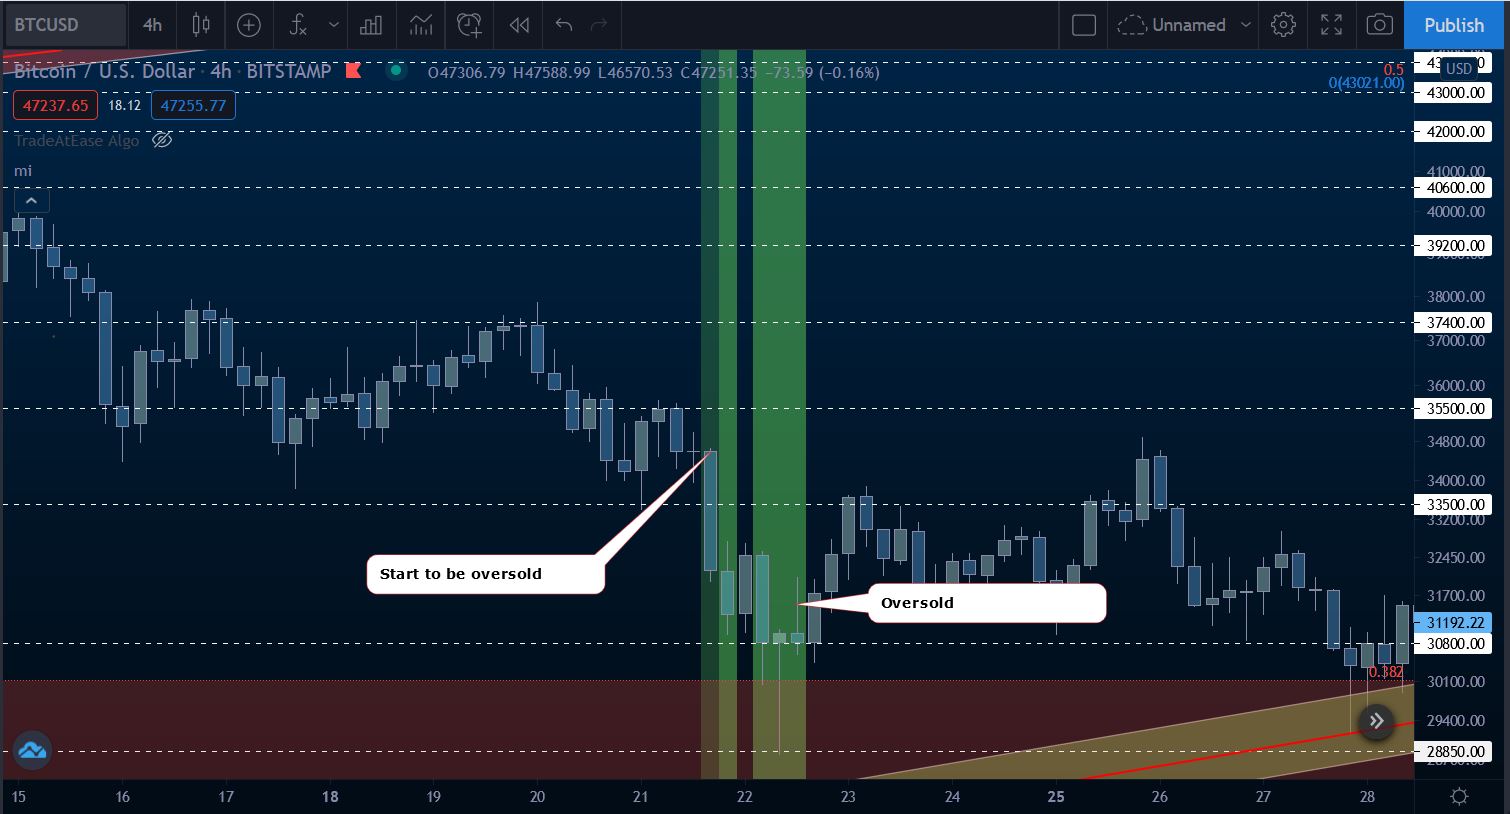 BTCUSD 4h Unnamed Publish
Bitcoin / U.S. Dollar · 4h · BITSTAMP O47306.79 H47588.99 L46570.53 C47251.35 −73.59 (−0.16%)
0.5
USD
0(43021.00)
43000.00
47237.65 18.12 47255.77
42000.00
TradeAtEase Algo
mi
41000.00
40600.00
40000.00
39200.00
39000.00
38000.00
37400.00
37000.00
36000.00
35500.00
34800.00
34000.00
33500.00
33200.00
32450.00
Start to be oversold
31700.00
Oversold
31192.22
30800.00
0.382
30100.00
29400.00
28850.00
15 16 17 18 19 20 21 22 23 24 25 26 27 28